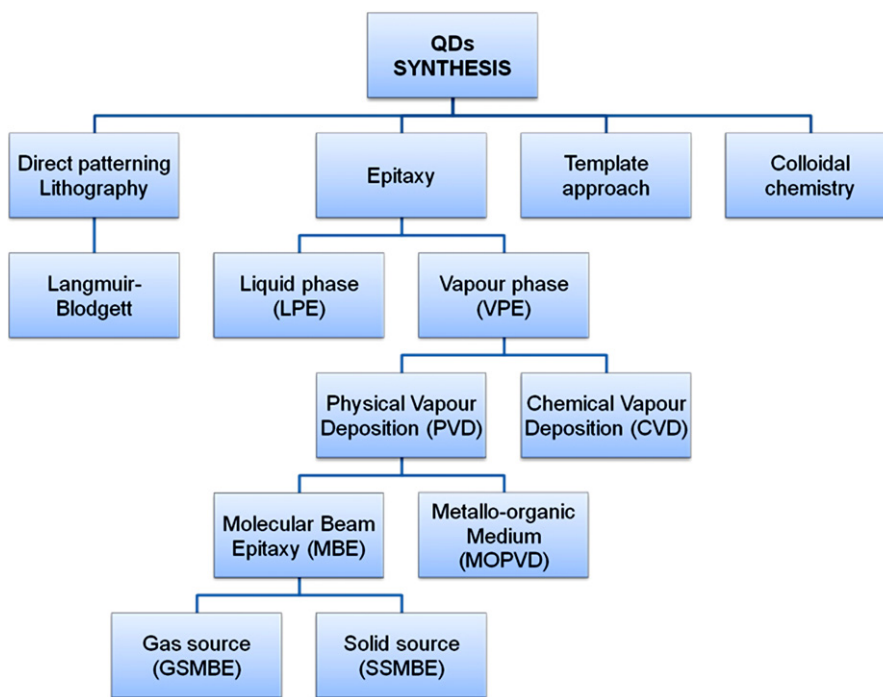 QDs
SYNTHESIS
Direct patterning
Lithography
Epitaxy
Template
approach
Colloidal
chemistry
Langmuir-
Blodgett
Liquid phase
(LPE)
Vapour phase
(VPE)
Physical Vapour
Deposition (PVD)
Chemical Vapour
Deposition (CVD)
Molecular Beam
Epitaxy (MBE)
Metallo-organic
Medium
(MOPVD)
Gas source
(GSMBE)
Solid source
(SSMBE)